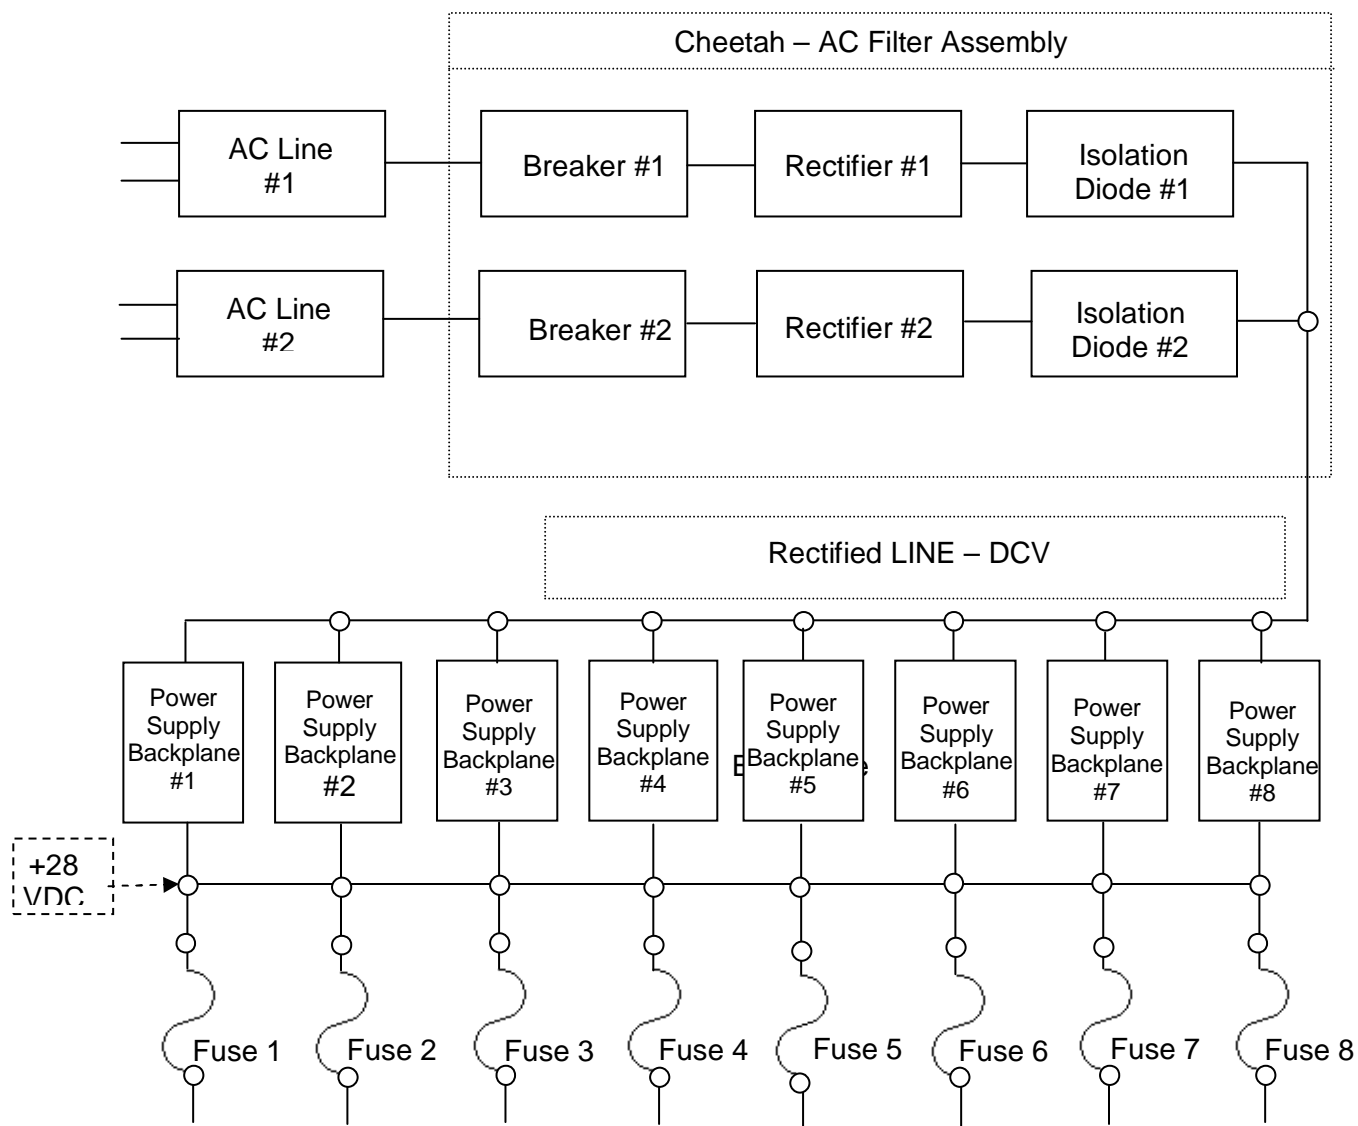 Cheetah – AC Filter Assembly
AC Line
#1
Breaker #1
Rectifier #1
Isolation
Diode #1
AC Line
#2
Breaker #2
Rectifier #2
Isolation
Diode #2
Rectified LINE – DCV
Power
Supply
Backplane
#1
Power
Supply
Backplane
#2
Power
Supply
Backplane
#3
Power
Supply
Backplane
#4
Power
Supply
Backplane
#5
Power
Supply
Backplane
#6
Power
Supply
Backplane
#7
Power
Supply
Backplane
#8
+28
VDC
Fuse 1
Fuse 2
Fuse 3
Fuse 4
Fuse 5
Fuse 6
Fuse 7
Fuse 8